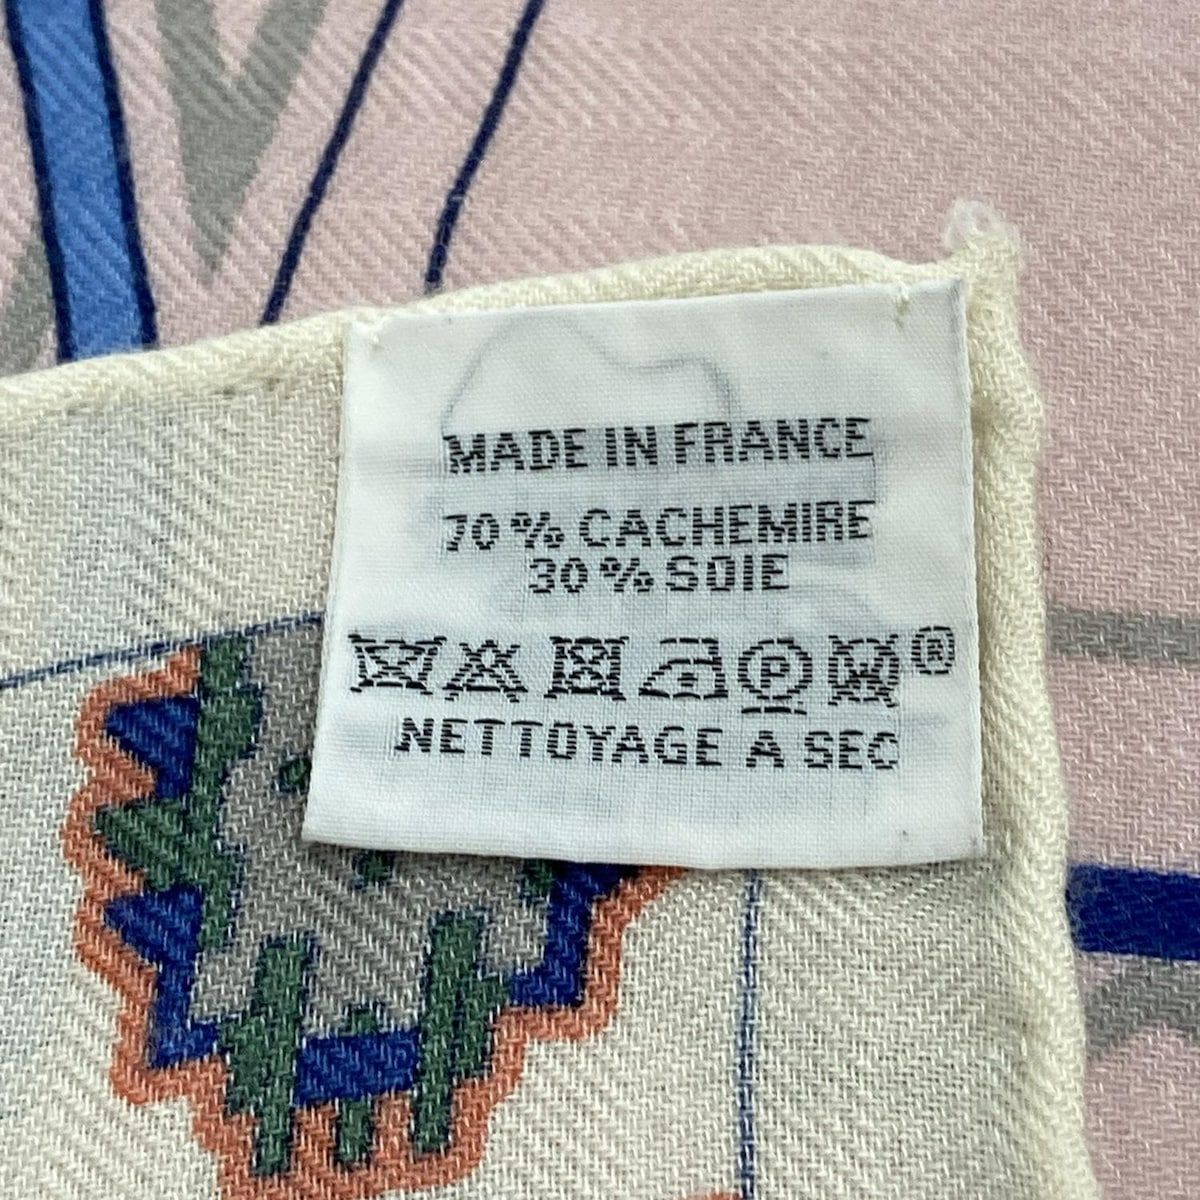 MADE IN FRANCE
70 % CACHEMIRE
30 % SOIE
P W ®
NETTOYAGE A SEC